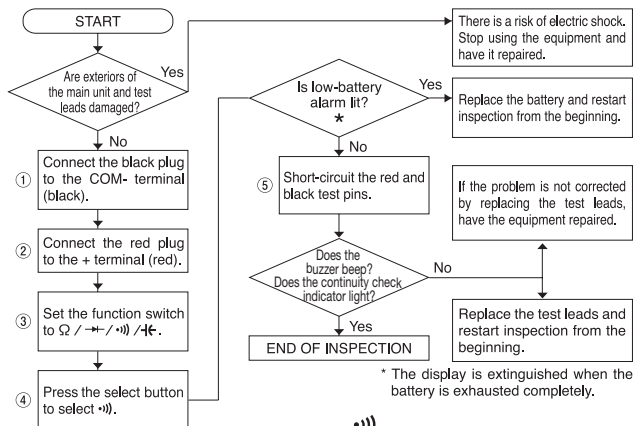 START
Are exteriors of
the main unit and test
leads damaged?
Yes
No
There is a risk of electric shock.
Stop using the equipment and
have it repaired.
① Connect the black plug
to the COM- terminal
(black).
② Connect the red plug
to the + terminal (red).
③ Set the function switch
to Ω / ➔⊢ / •))) / ⊣⊢.
④ Press the select button
to select •))).
Is low-battery
alarm lit?
*
Yes
No
Replace the battery and restart
inspection from the beginning.
⑤ Short-circuit the red and
black test pins.
Does the
buzzer beep?
Does the continuity check
indicator light?
No
Yes
If the problem is not corrected
by replacing the test leads,
have the equipment repaired.
Replace the test leads and
restart inspection from the
beginning.
END OF INSPECTION
* The display is extinguished when the
battery is exhausted completely.
•)))